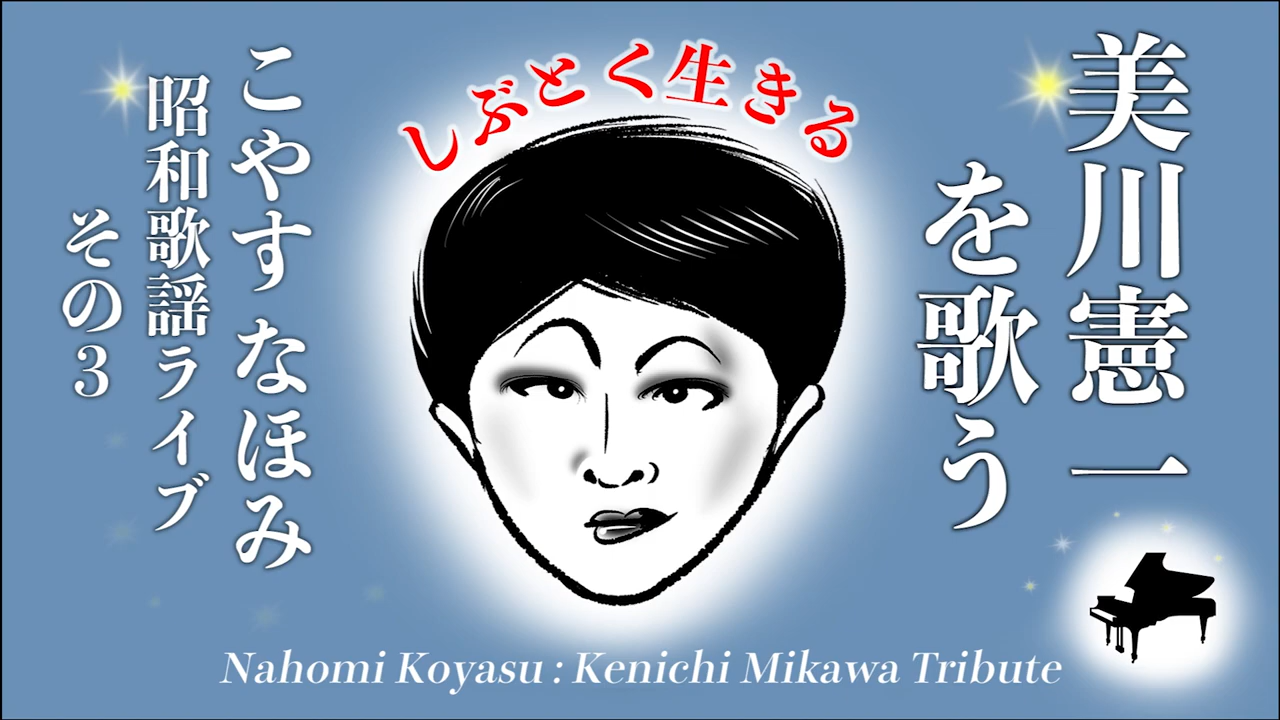 しぶとく生きる
美川憲一
を歌う
こやす なほみ
昭和歌謡ライブ
その3
Nahomi Koyasu : Kenichi Mikawa Tribute